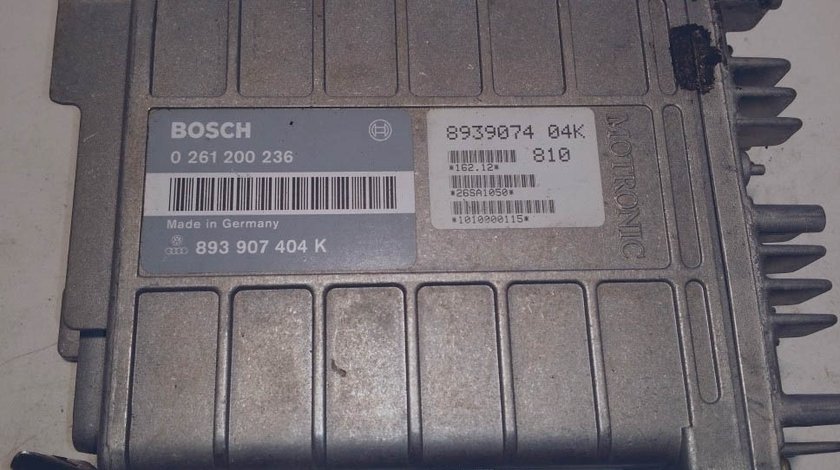 BOSCH
0 261 200 236
Made in Germany
893 907 404 K
8939074 04K
810
*162.12*
*26SA1050*
*1010000115*
MOTRONIC